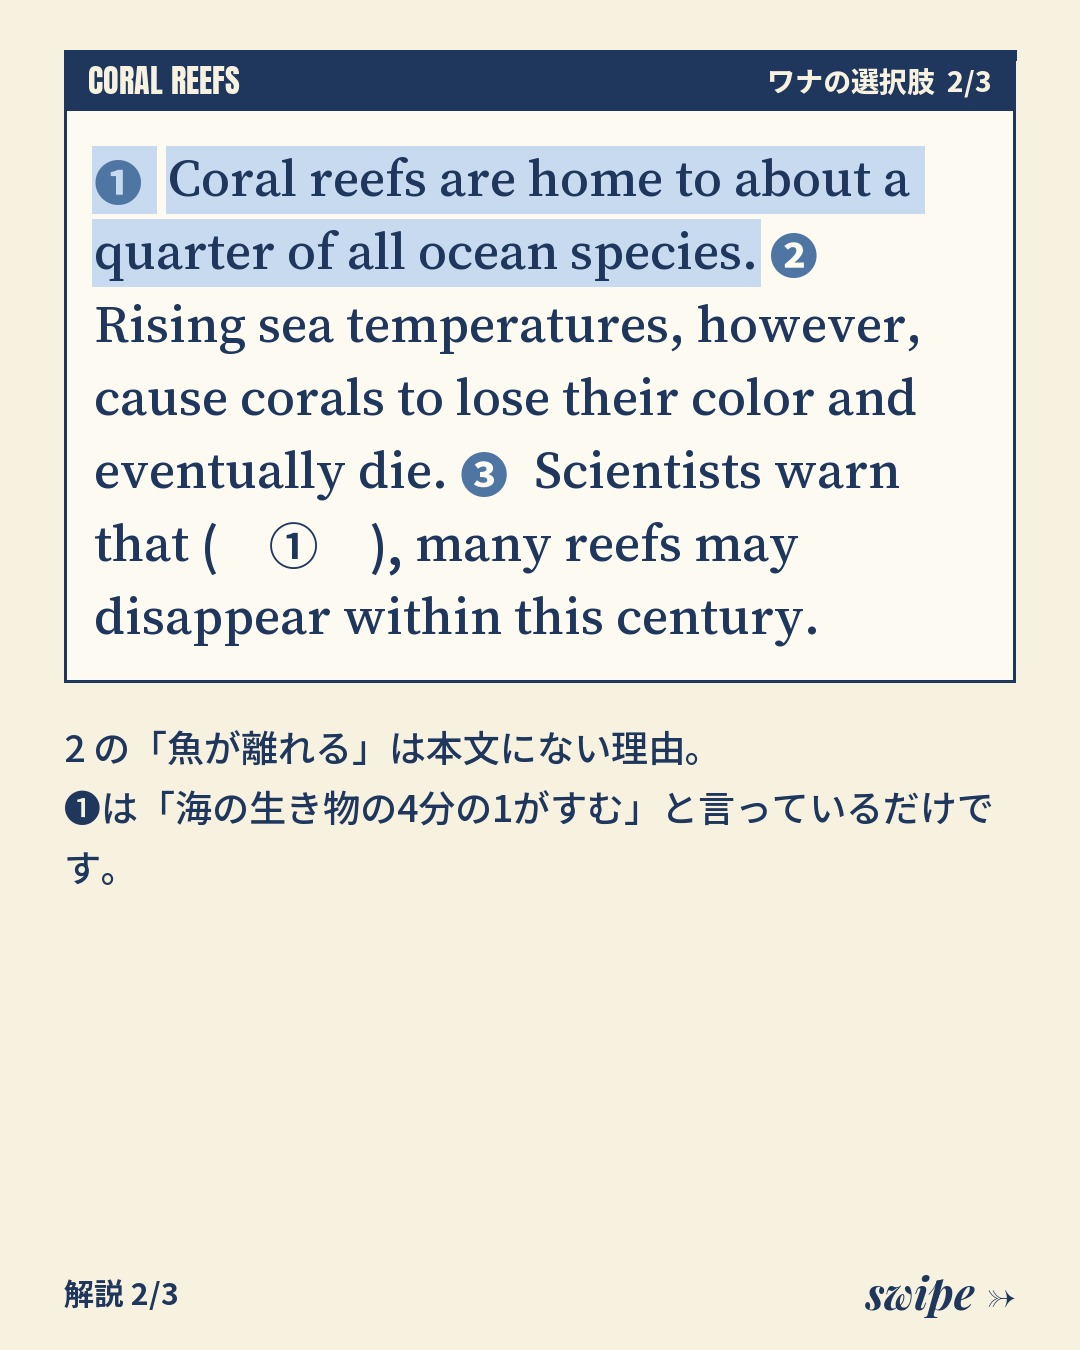 CORAL REEFS
ワナの選択肢 2/3
❶ Coral reefs are home to about a
quarter of all ocean species. ❷
Rising sea temperatures, however,
cause corals to lose their color and
eventually die. ❸ Scientists warn
that (　①　), many reefs may
disappear within this century.
2 の「魚が離れる」は本文にない理由。
❶は「海の生き物の4分の1がすむ」と言っているだけで
す。
解説 2/3
swipe